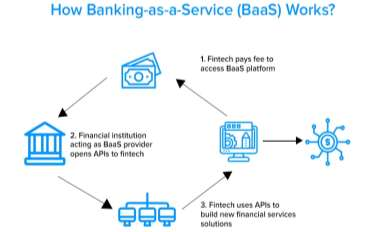 How Banking-as-a-Service (BaaS) Works?
1. Fintech pays fee to
access BaaS platform
2. Financial institution
acting as BaaS provider
opens APIs to fintech
3. Fintech uses APIs to
build new financial services
solutions